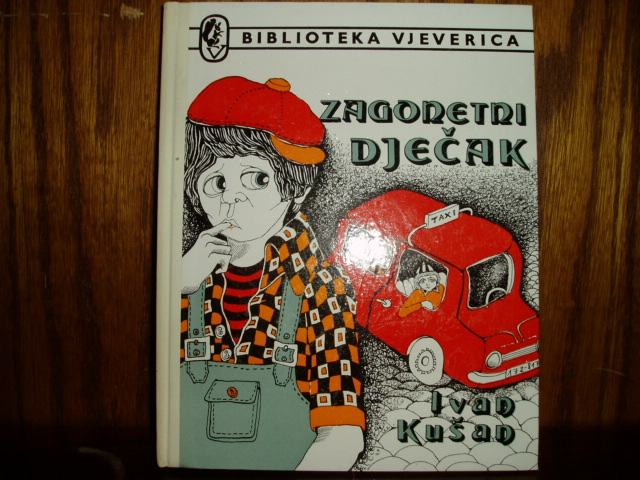 BIBLIOTEKA VJEVERICA
ZAGONETNI
DJEČAK
TAXI
Ivan
Kušan